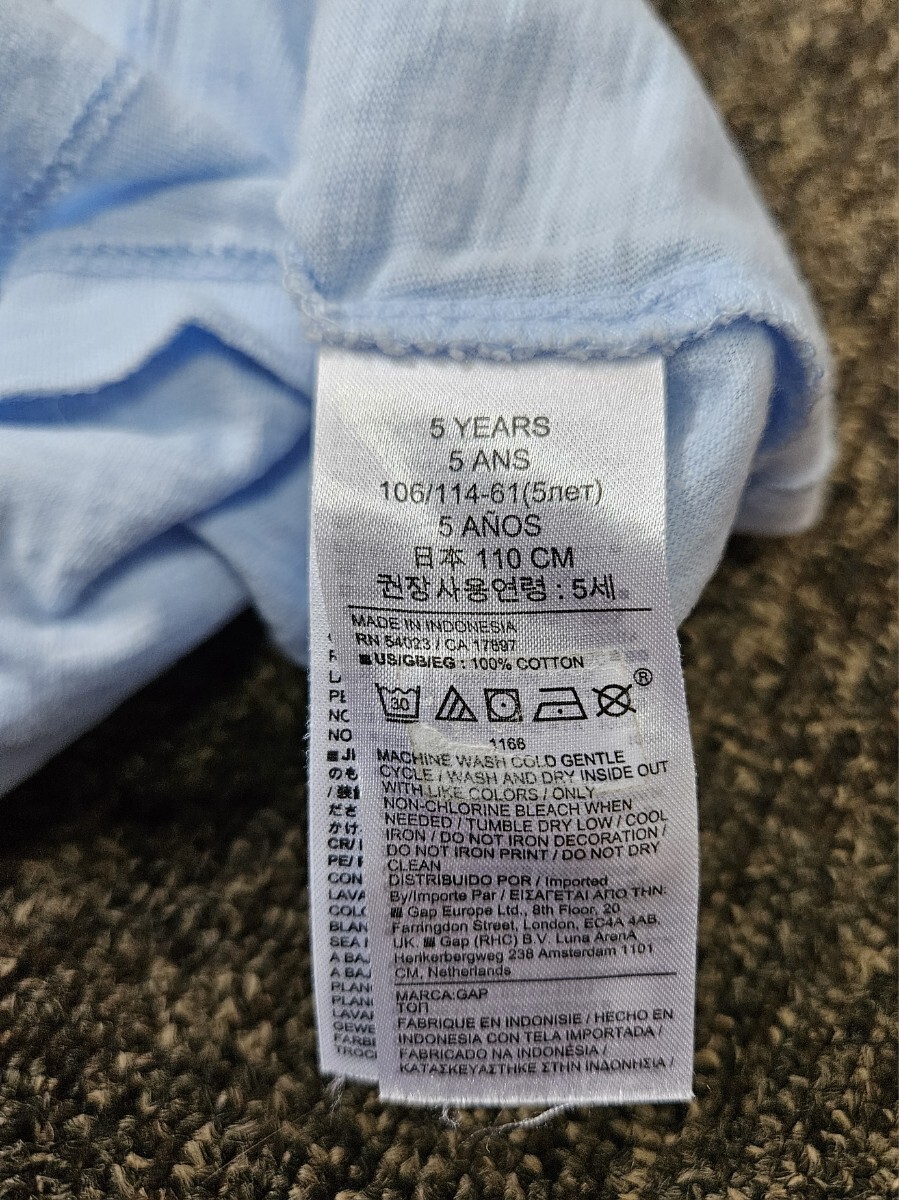 5 YEARS
5 ANS
106/114-61(5лет)
5 AÑOS
日本 110 CM
권장사용연령 : 5세
MADE IN INDONESIA
RN 54023 / CA 17897
US/GB/EG : 100% COTTON
30
®
1168
MACHINE WASH COLD GENTLE
CYCLE / WASH AND DRY INSIDE OUT
WITH LIKE COLORS / ONLY
NON-CHLORINE BLEACH WHEN
NEEDED / TUMBLE DRY LOW / COOL
IRON / DO NOT IRON DECORATION /
DO NOT IRON PRINT / DO NOT DRY
CLEAN
DISTRIBUIDO POR / Imported
By/Importe Par / ΕΙΣΑΓΕΤΑΙ ΑΠΟ ΤΗΝ:
Gap Europe Ltd., 8th Floor, 20
Farringdon Street, London, EC4A 4AB,
UK. Gap (RHC) B.V. Luna ArenA
Herikerbergweg 238 Amsterdam 1101
CM, Netherlands
MARCA:GAP
ТОП
FABRIQUE EN INDONISIE / HECHO EN
INDONESIA CON TELA IMPORTADA /
FABRICADO NA INDONÉSIA /
ΚΑΤΑΣΚΕΥΑΣΤΗΚΕ ΣΤΗΝ ΙΝΔΟΝΗΣΙΑ /